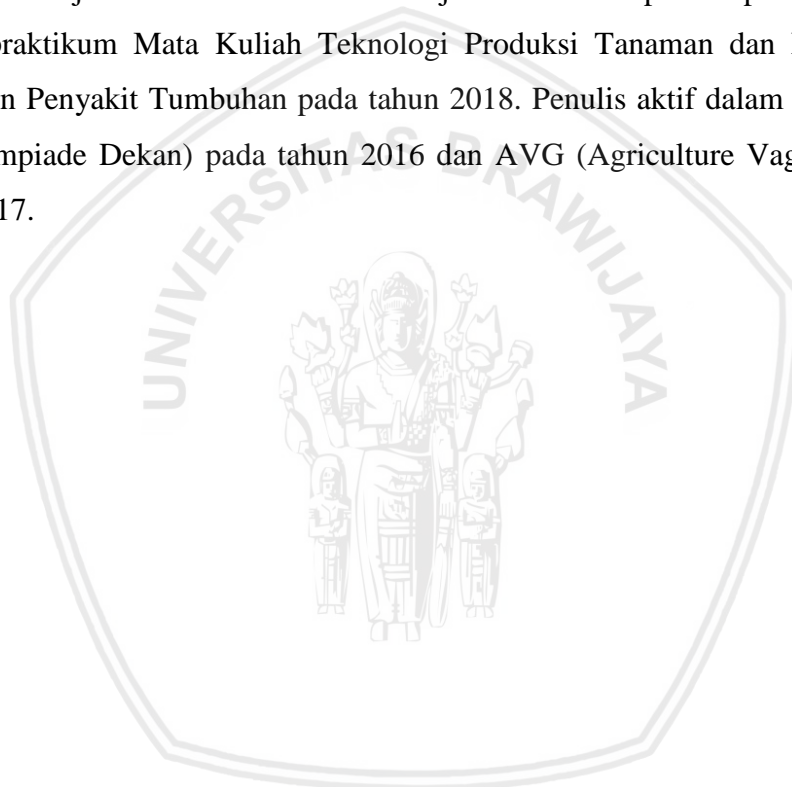 praktikum Mata Kuliah Teknologi Produksi Tanaman dan
n Penyakit Tumbuhan pada tahun 2018. Penulis aktif dalam
mpiade Dekan) pada tahun 2016 dan AVG (Agriculture Vag
17.
UNIVERSITAS BRAWIJAYA